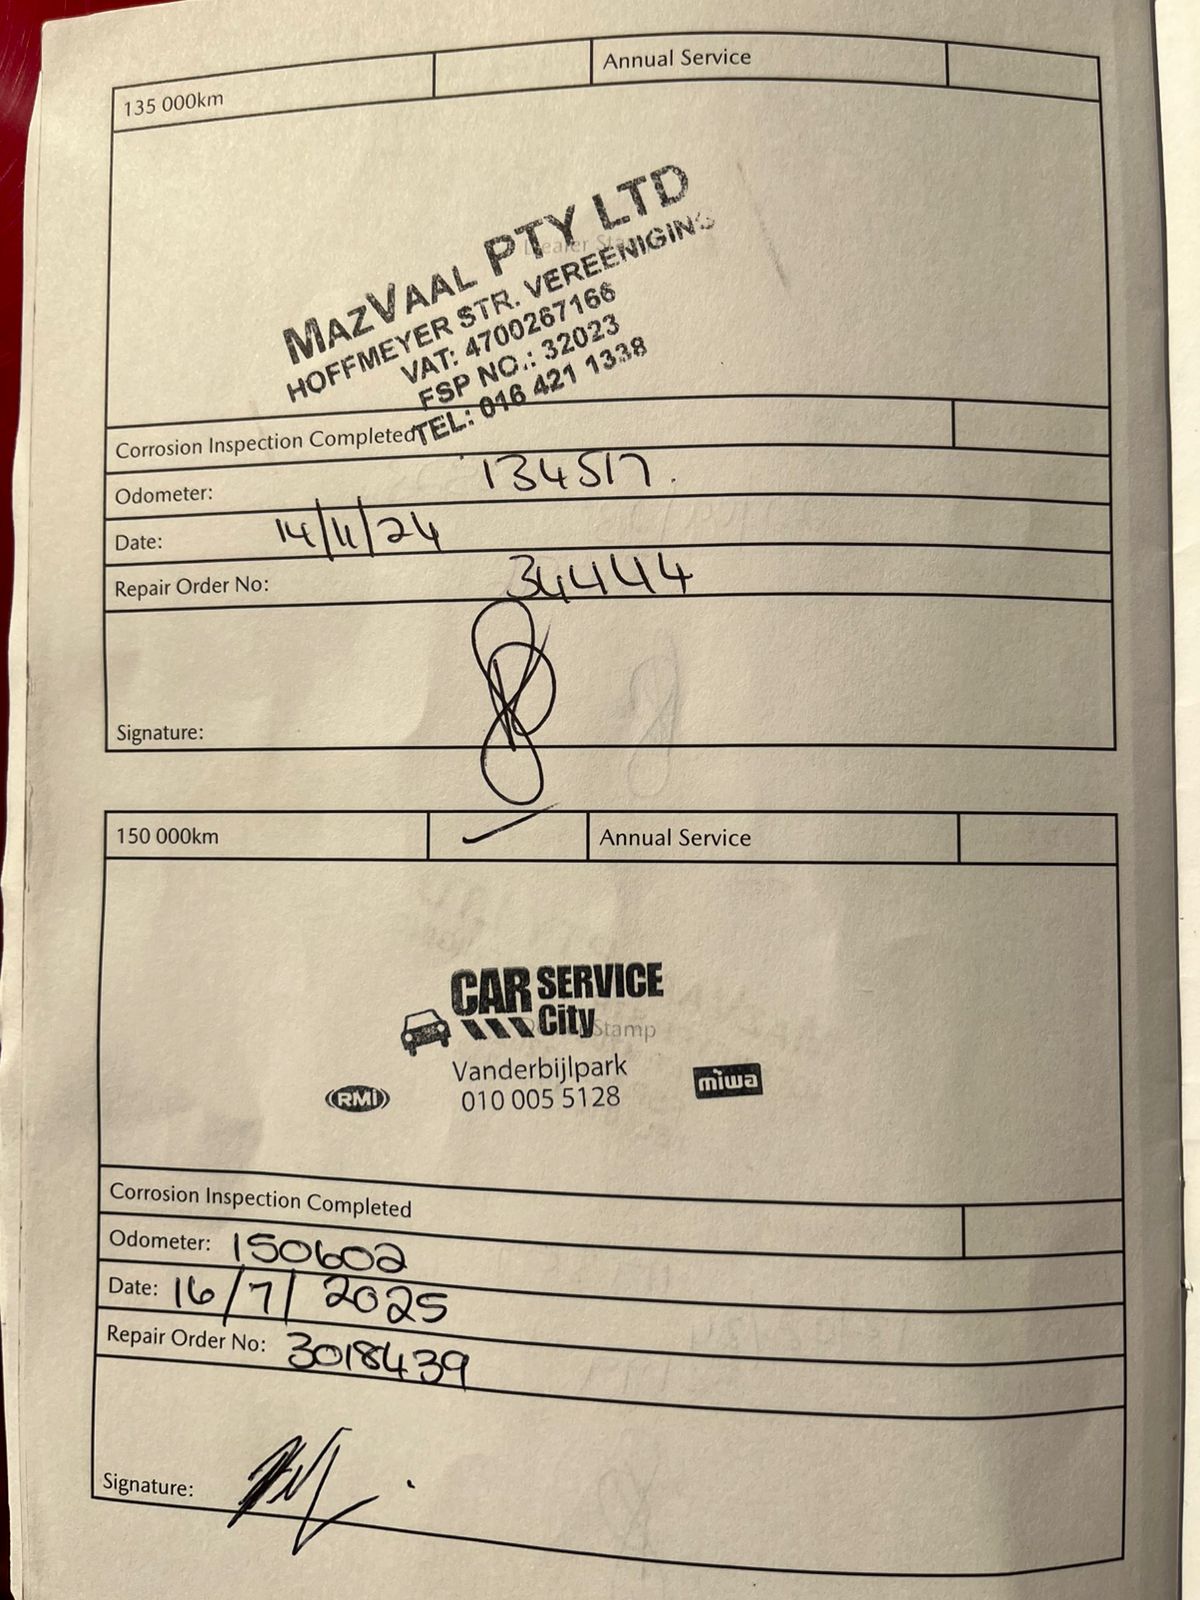 135 000km Annual Service
MAZVAAL PTY LTD
Dealer Stamp
HOFFMEYER STR. VEREENIGING
VAT: 4700267166
FSP NO.: 32023
TEL: 016 421 1338
Corrosion Inspection Completed
Odometer: 134517.
Date: 14/11/24
Repair Order No: 34444
Signature:
150 000km Annual Service
CAR SERVICE
City
Stamp
Vanderbijlpark
RMI miwa
010 005 5128
Corrosion Inspection Completed
Odometer: 150602
Date: 16/7/2025
Repair Order No: 3018439
Signature: